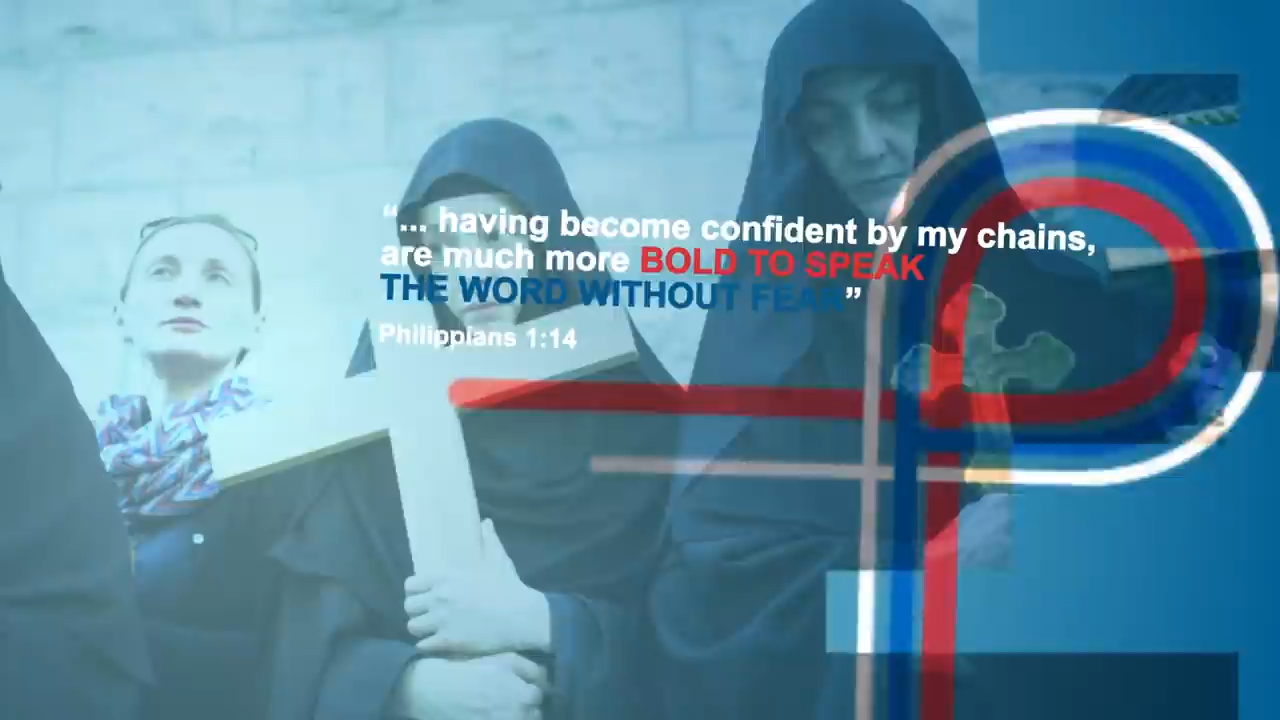 “... having become confident by my chains,
are much more BOLD TO SPEAK
THE WORD WITHOUT FEAR”
Philippians 1:14